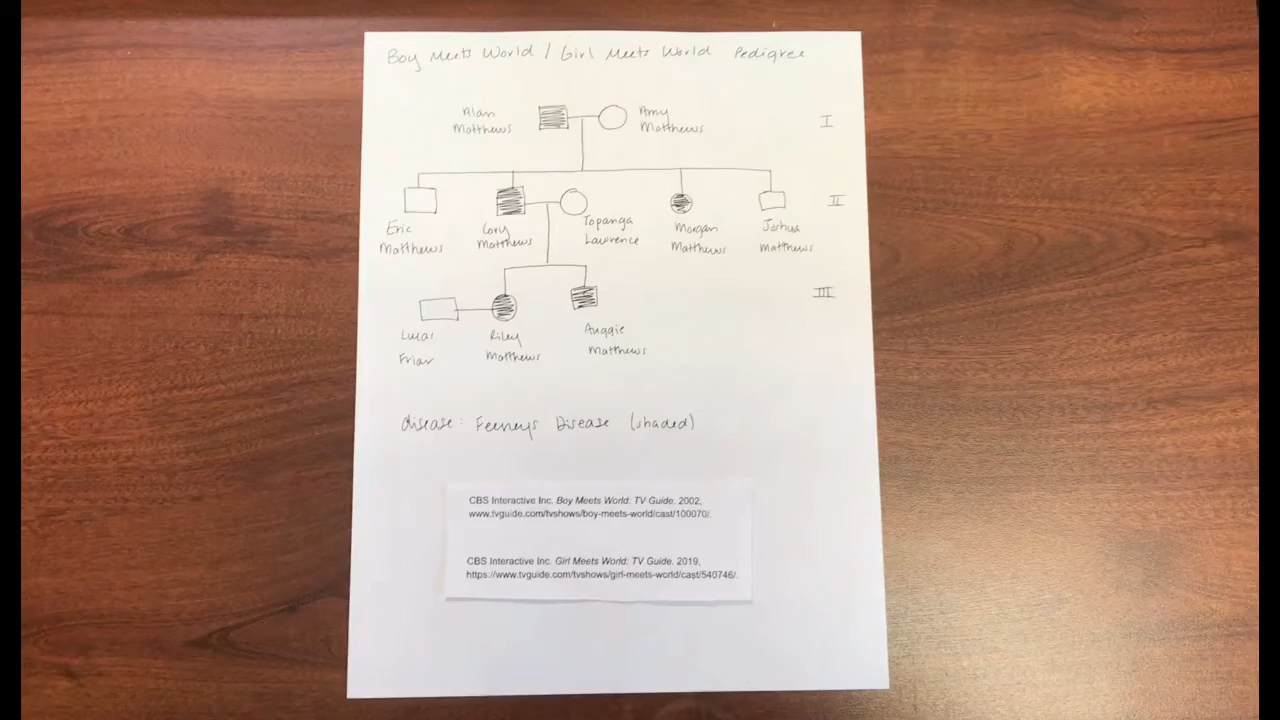 Boy Meets World / Girl Meets World Pedigree
Alan
Matthews
Amy
Matthews
I
Eric
Matthews
Cory
Matthews
Topanga
Lawrence
Morgan
Matthews
Joshua
Matthews
II
Lucas
Friar
Riley
Matthews
Auggie
Matthews
III
disease: Feeneys Disease (shaded)
CBS Interactive Inc. Boy Meets World: TV Guide. 2002,
www.tvguide.com/tvshows/boy-meets-world/cast/100070/.
CBS Interactive Inc. Girl Meets World: TV Guide. 2019,
https://www.tvguide.com/tvshows/girl-meets-world/cast/540746/.